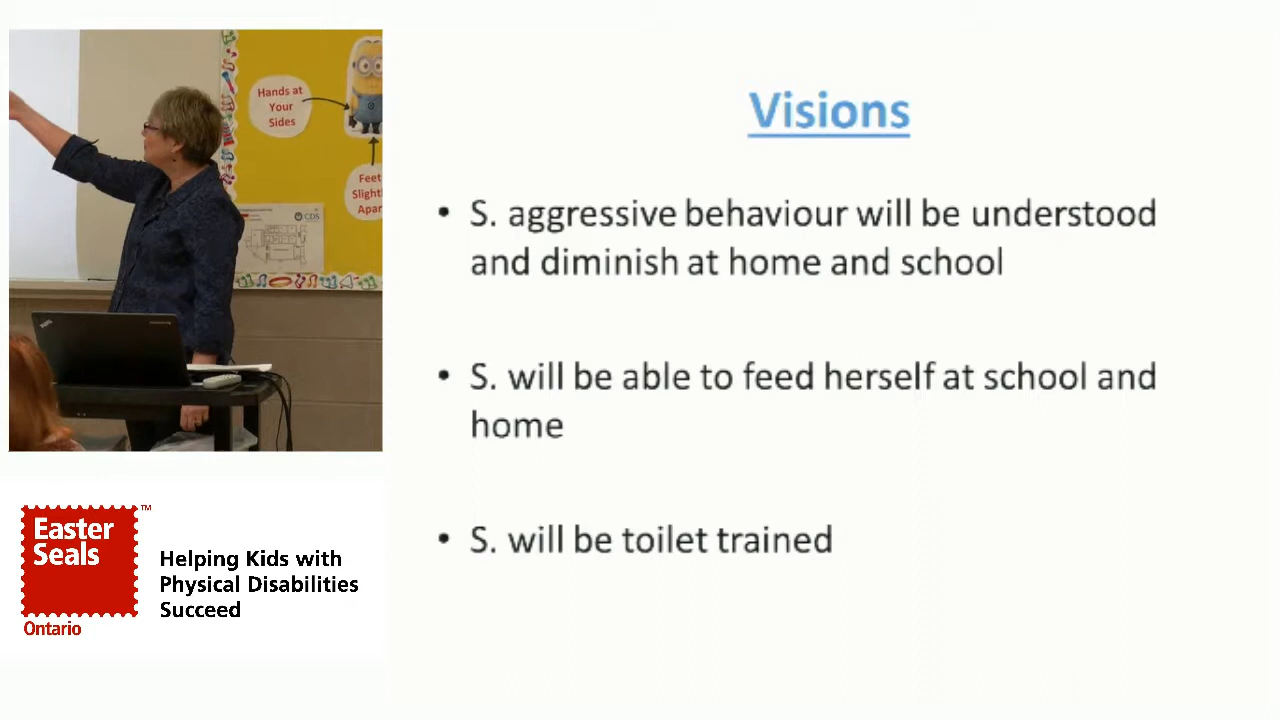 Hands at
Your
Sides
Feet
Slightl
Apar
CDS
Visions
• S. aggressive behaviour will be understood
and diminish at home and school
• S. will be able to feed herself at school and
home
• S. will be toilet trained
Easter
Seals
TM
Ontario
Helping Kids with
Physical Disabilities
Succeed